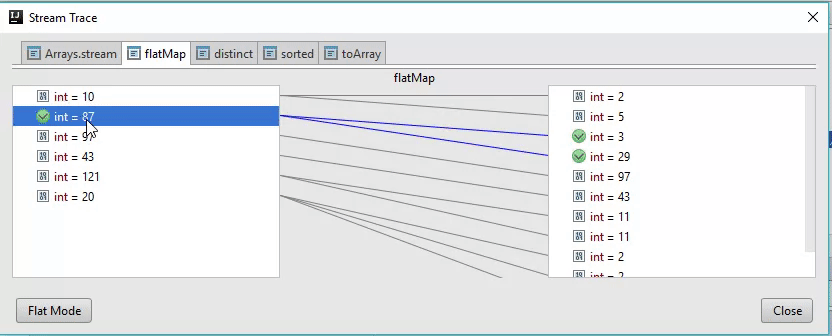 Stream Trace
Arrays.stream flatMap distinct sorted toArray
flatMap
int = 10
int = 87
int = 97
int = 43
int = 121
int = 20
int = 2
int = 5
int = 3
int = 29
int = 97
int = 43
int = 11
int = 11
int = 2
int = 2
Flat Mode
Close